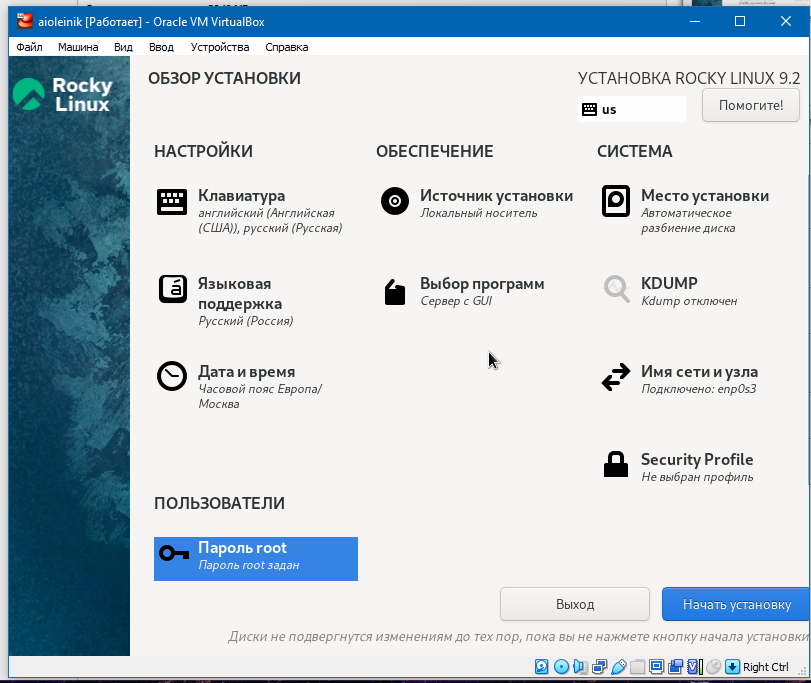 aioleinik [Работает] - Oracle VM VirtualBox
Файл Машина Вид Ввод Устройства Справка
Rocky
Linux
ОБЗОР УСТАНОВКИ
УСТАНОВКА ROCKY LINUX 9.2
us
Помогите!
НАСТРОЙКИ
Клавиатура
английский (Английская
(США)), русский (Русская)
Языковая
поддержка
Русский (Россия)
Дата и время
Часовой пояс Европа/
Москва
ОБЕСПЕЧЕНИЕ
Источник установки
Локальный носитель
Выбор программ
Сервер с GUI
СИСТЕМА
Место установки
Автоматическое
разбиение диска
KDUMP
Kdump отключен
Имя сети и узла
Подключено: enp0s3
Security Profile
Не выбран профиль
ПОЛЬЗОВАТЕЛИ
Пароль root
Пароль root задан
Выход
Начать установку
Диски не подвергнутся изменениям до тех пор, пока вы не нажмете кнопку начала установки
Right Ctrl